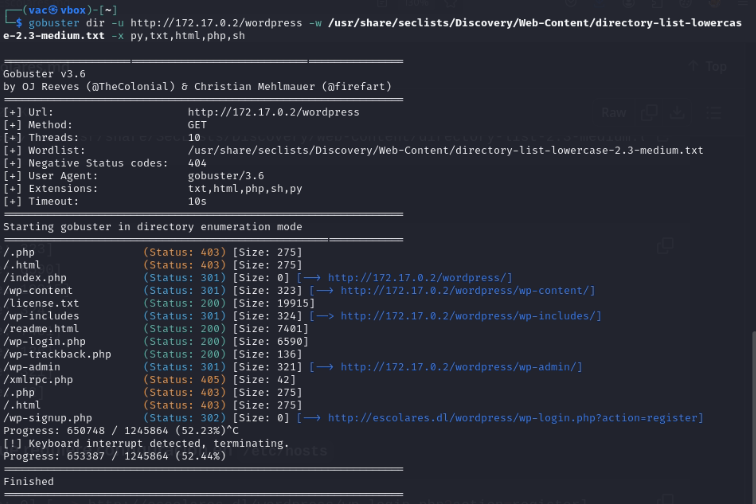 ┌──(vac㉿vbox)-[~]
└─$ gobuster dir -u http://172.17.0.2/wordpress -w /usr/share/seclists/Discovery/Web-Content/directory-list-lowercas
e-2.3-medium.txt -x py,txt,html,php,sh
===============================================================
Gobuster v3.6
by OJ Reeves (@TheColonial) & Christian Mehlmauer (@firefart)
===============================================================
[+] Url:                     http://172.17.0.2/wordpress
[+] Method:                  GET
[+] Threads:                 10
[+] Wordlist:                /usr/share/seclists/Discovery/Web-Content/directory-list-lowercase-2.3-medium.txt
[+] Negative Status codes:   404
[+] User Agent:              gobuster/3.6
[+] Extensions:              txt,html,php,sh,py
[+] Timeout:                 10s
===============================================================
Starting gobuster in directory enumeration mode
===============================================================
/.php                 (Status: 403) [Size: 275]
/.html                (Status: 403) [Size: 275]
/index.php            (Status: 301) [Size: 0] [--> http://172.17.0.2/wordpress/]
/wp-content           (Status: 301) [Size: 323] [--> http://172.17.0.2/wordpress/wp-content/]
/license.txt          (Status: 200) [Size: 19915]
/wp-includes          (Status: 301) [Size: 324] [--> http://172.17.0.2/wordpress/wp-includes/]
/readme.html          (Status: 200) [Size: 7401]
/wp-login.php         (Status: 200) [Size: 6590]
/wp-trackback.php     (Status: 200) [Size: 136]
/wp-admin             (Status: 301) [Size: 321] [--> http://172.17.0.2/wordpress/wp-admin/]
/xmlrpc.php           (Status: 405) [Size: 42]
/.php                 (Status: 403) [Size: 275]
/.html                (Status: 403) [Size: 275]
/wp-signup.php        (Status: 302) [Size: 0] [--> http://escolares.dl/wordpress/wp-login.php?action=register]
Progress: 650748 / 1245864 (52.23%)^C
[!] Keyboard interrupt detected, terminating.
Progress: 653387 / 1245864 (52.44%)
===============================================================
Finished
===============================================================
Top
Raw
/etc/hosts